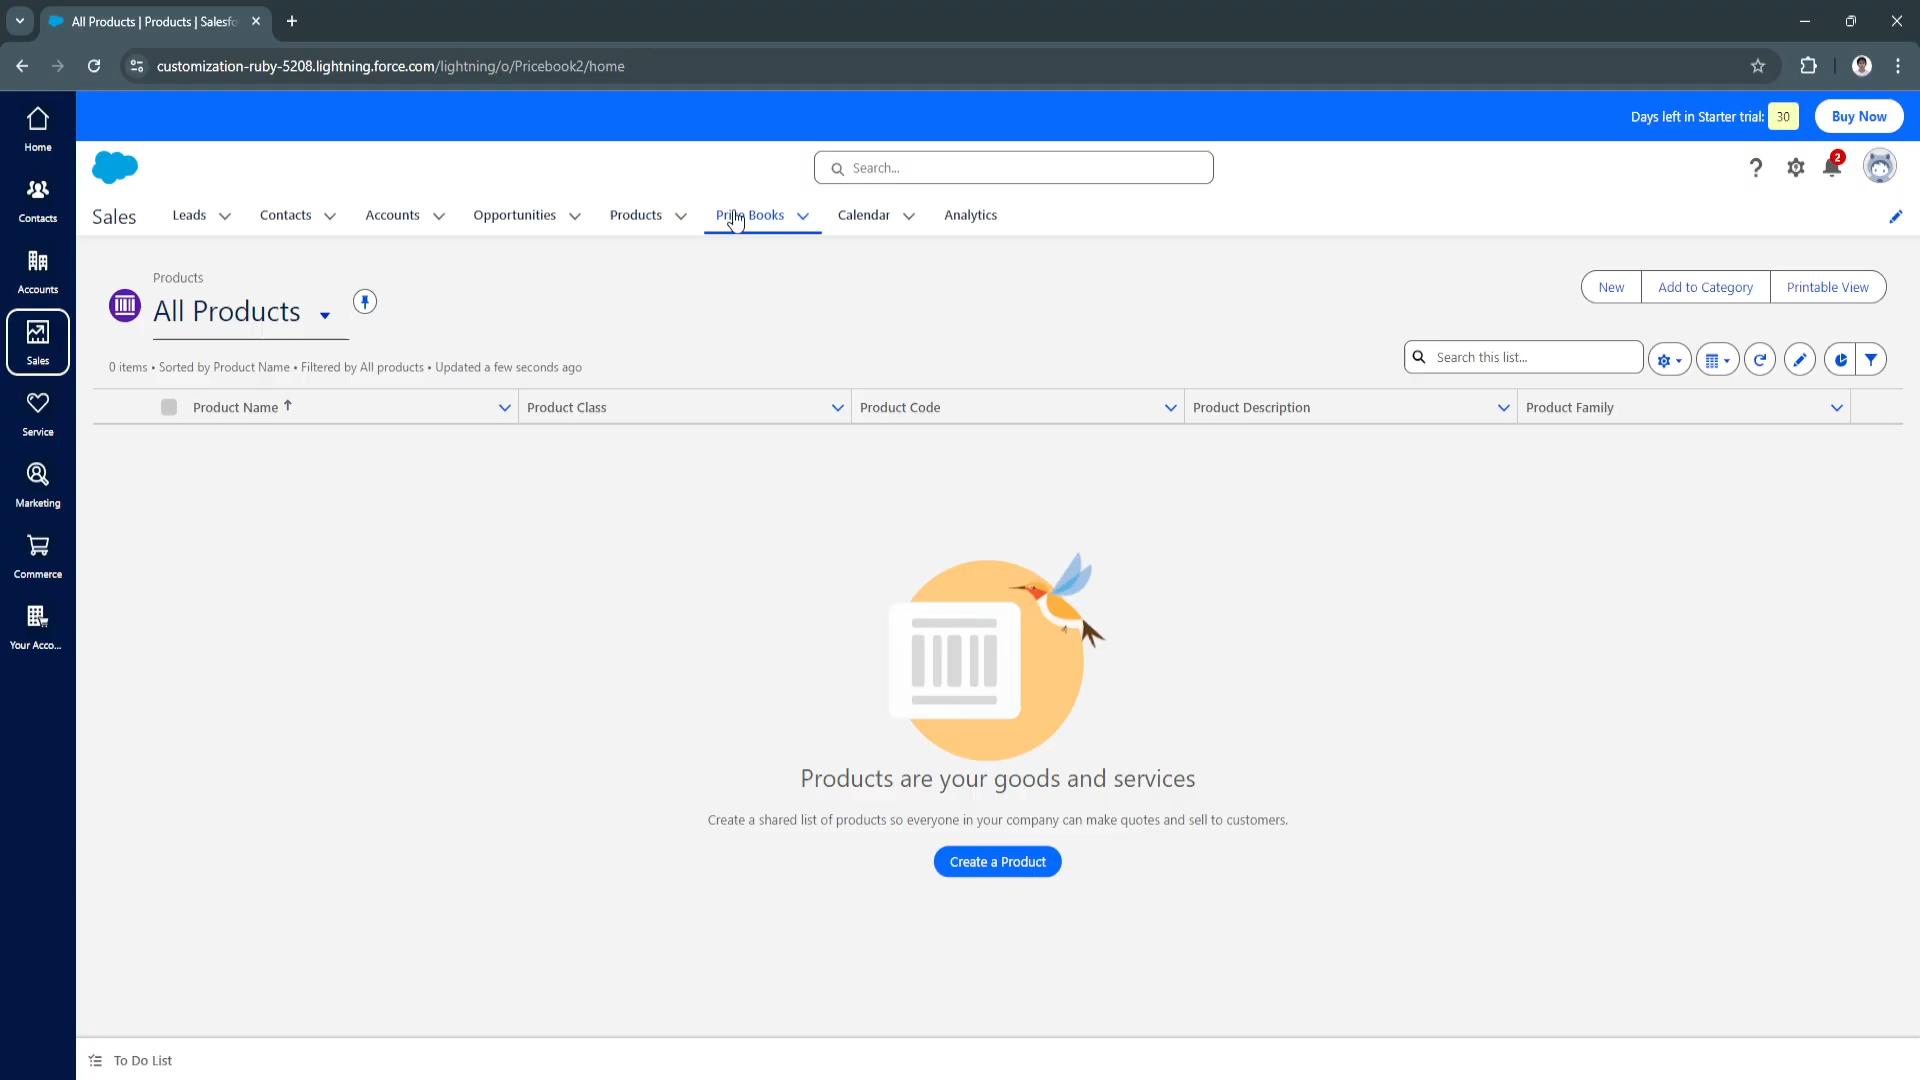 All Products | Products | Salesfo
customization-ruby-5208.lightning.force.com/lightning/o/Pricebook2/home
Days left in Starter trial: 30
Buy Now
Home
Contacts
Accounts
Sales
Service
Marketing
Commerce
Your Acco...
Search...
2
Sales
Leads
Contacts
Accounts
Opportunities
Products
Price Books
Calendar
Analytics
Products
All Products
New
Add to Category
Printable View
0 items • Sorted by Product Name • Filtered by All products • Updated a few seconds ago
Search this list...
Product Name
Product Class
Product Code
Product Description
Product Family
Products are your goods and services
Create a shared list of products so everyone in your company can make quotes and sell to customers.
Create a Product
To Do List